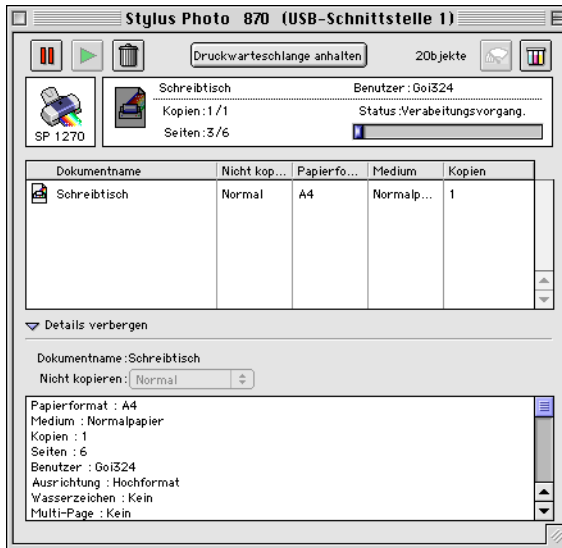 Stylus Photo 870 (USB-Schnittstelle 1)
Druckwarteschlange anhalten 20bjekte
Schreibtisch Benutzer : Goi324
Kopien : 1 / 1 Status :Verabeitungsvorgang.
SP 1270 Seiten : 3/6
Dokumentname Nicht kop... Papierfo... Medium Kopien
Schreibtisch Normal A4 Normalp... 1
Details verbergen
Dokumentname :Schreibtisch
Nicht kopieren : Normal
Papierformat : A4
Medium : Normalpapier
Kopien : 1
Seiten : 6
Benutzer : Goi324
Ausrichtung : Hochformat
Wasserzeichen : Kein
Multi-Page : Kein